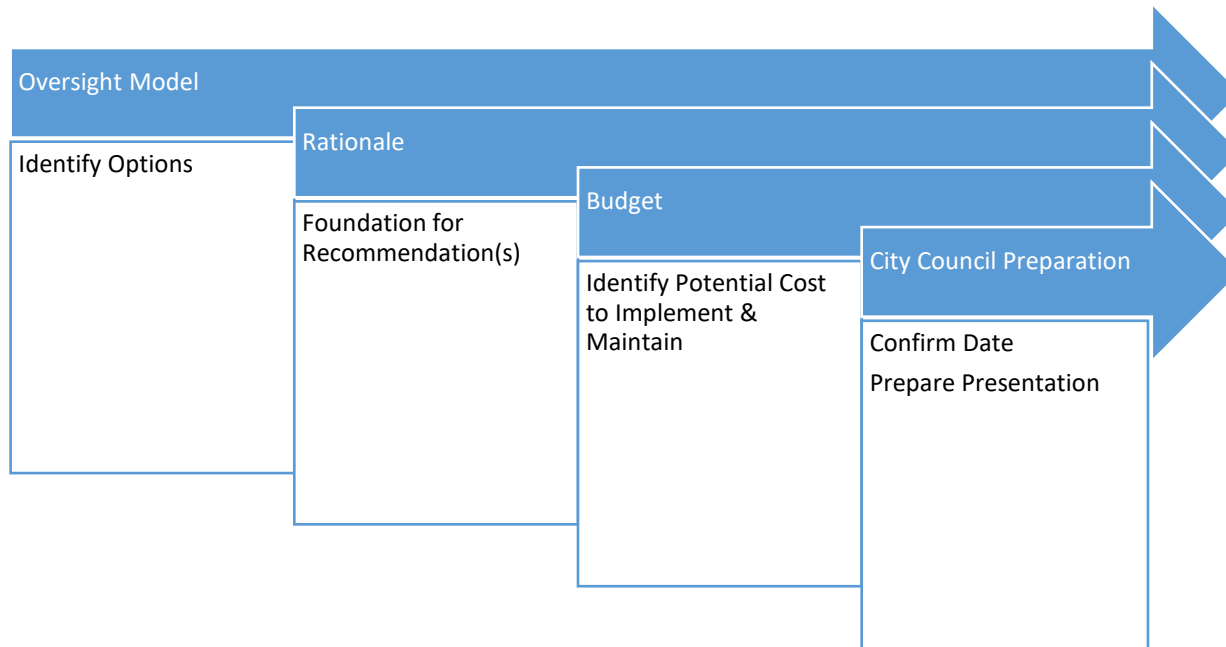 Oversight Model
Identify Options
Rationale
Foundation for
Recommendation(s)
Budget
Identify Potential Cost
to Implement &
Maintain
City Council Preparation
Confirm Date
Prepare Presentation